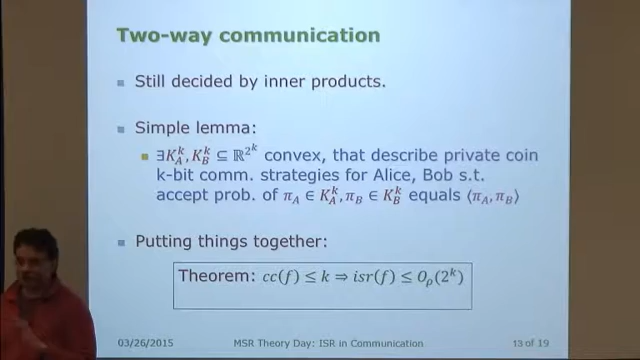 Two-way communication
Still decided by inner products.
Simple lemma:
∃K_A^k, K_B^k ⊆ ℝ^{2^k} convex, that describe private coin
k-bit comm. strategies for Alice, Bob s.t.
accept prob. of π_A ∈ K_A^k, π_B ∈ K_B^k equals ⟨π_A, π_B⟩
Putting things together:
Theorem: cc(f) ≤ k ⇒ isr(f) ≤ O_ρ(2^k)
03/26/2015 MSR Theory Day: ISR in Communication 13 of 19